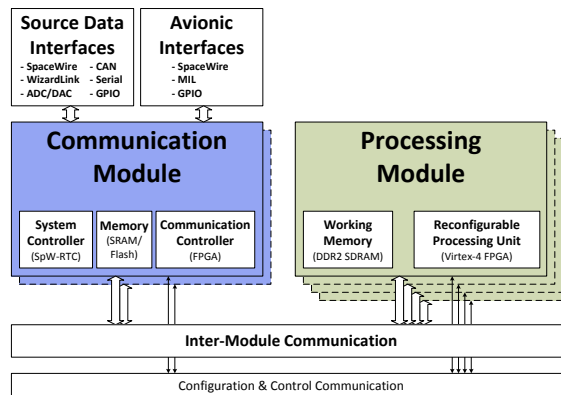 Source Data
Interfaces
- SpaceWire - CAN
- WizardLink - Serial
- ADC/DAC - GPIO
Avionic
Interfaces
- SpaceWire
- MIL
- GPIO
Communication
Module
System
Controller
(SpW-RTC)
Memory
(SRAM/
Flash)
Communication
Controller
(FPGA)
Processing
Module
Working
Memory
(DDR2 SDRAM)
Reconfigurable
Processing Unit
(Virtex-4 FPGA)
Inter-Module Communication
Configuration & Control Communication